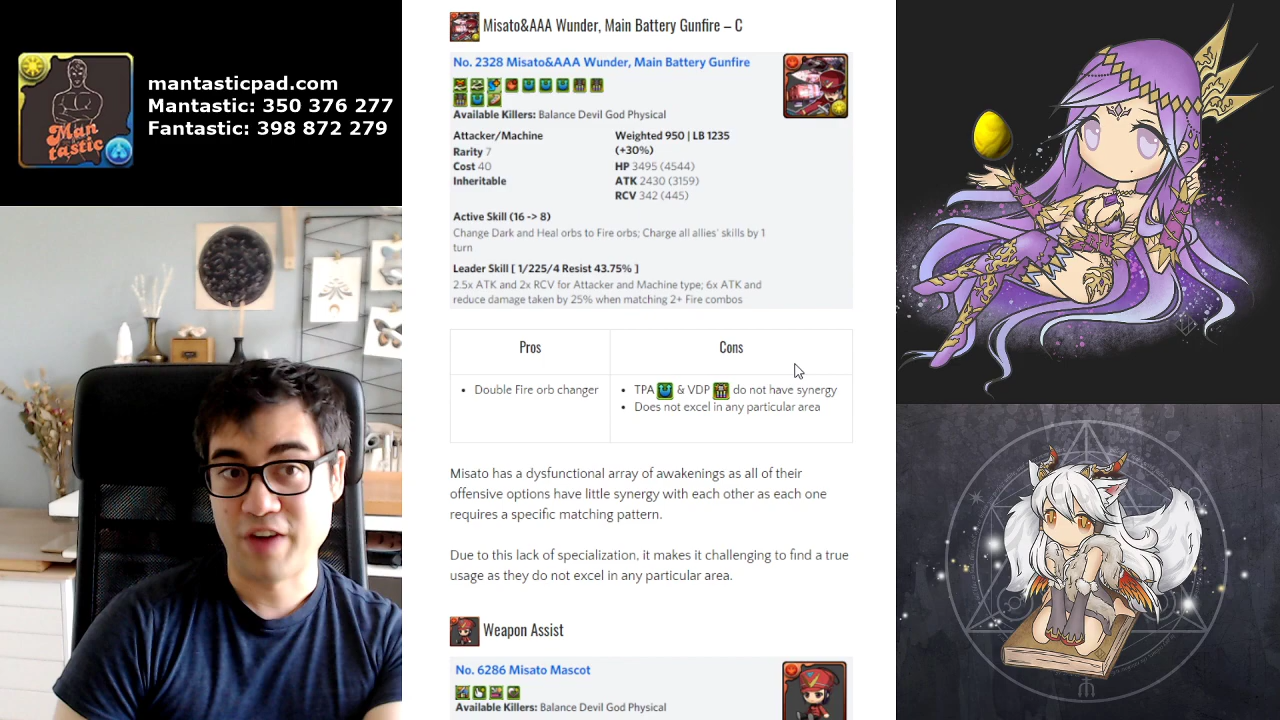 Man
tastic
mantasticpad.com
Mantastic: 350 376 277
Fantastic: 398 872 279
Misato&AAA Wunder, Main Battery Gunfire – C
No. 2328 Misato&AAA Wunder, Main Battery Gunfire
Available Killers: Balance Devil God Physical
Attacker/Machine
Rarity 7
Cost 40
Inheritable
Weighted 950 | LB 1235
(+30%)
HP 3495 (4544)
ATK 2430 (3159)
RCV 342 (445)
Active Skill (16 -> 8)
Change Dark and Heal orbs to Fire orbs; Charge all allies' skills by 1
turn
Leader Skill [ 1/225/4 Resist 43.75% ]
2.5x ATK and 2x RCV for Attacker and Machine type; 6x ATK and
reduce damage taken by 25% when matching 2+ Fire combos
Pros
Cons
• Double Fire orb changer
• TPA & VDP do not have synergy
• Does not excel in any particular area
Misato has a dysfunctional array of awakenings as all of their
offensive options have little synergy with each other as each one
requires a specific matching pattern.
Due to this lack of specialization, it makes it challenging to find a true
usage as they do not excel in any particular area.
Weapon Assist
No. 6286 Misato Mascot
Available Killers: Balance Devil God Physical